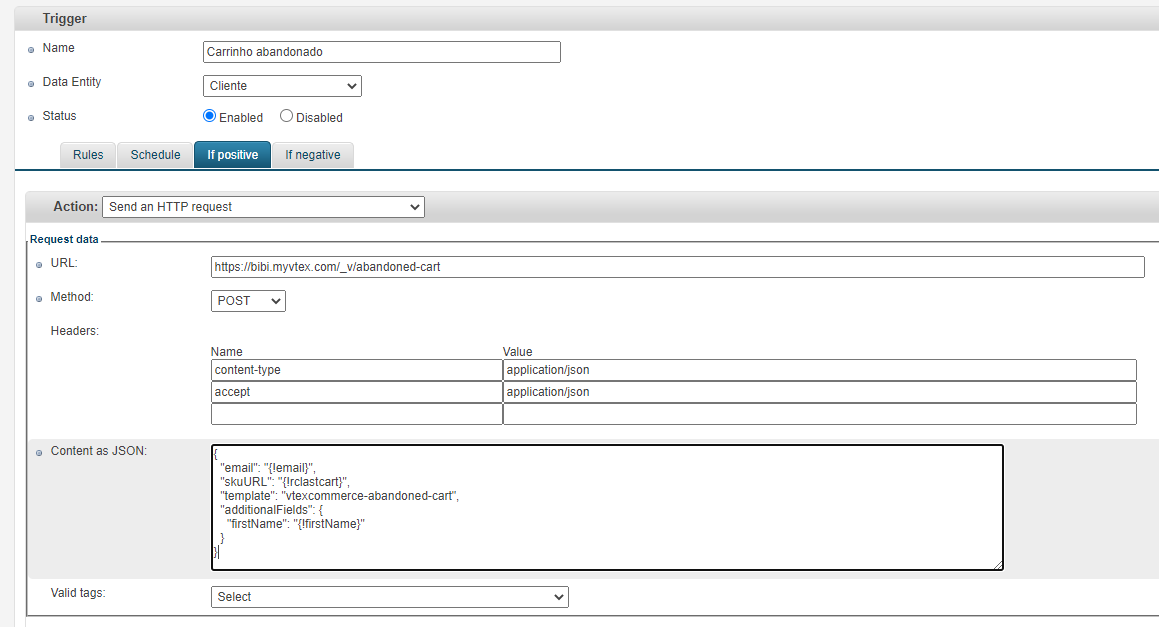 Trigger
Name
Carrinho abandonado
Data Entity
Cliente
Status
Enabled Disabled
Rules Schedule If positive If negative
Action: Send an HTTP request
Request data
URL:
https://bibi.myvtex.com/_v/abandoned-cart
Method:
POST
Headers:
Name Value
content-type application/json
accept application/json
Content as JSON:
{
"email": "{!email}",
"skuURL": "{!rclastcart}",
"template": "vtexcommerce-abandoned-cart",
"additionalFields": {
"firstName": "{!firstName}"
}
}
Valid tags:
Select